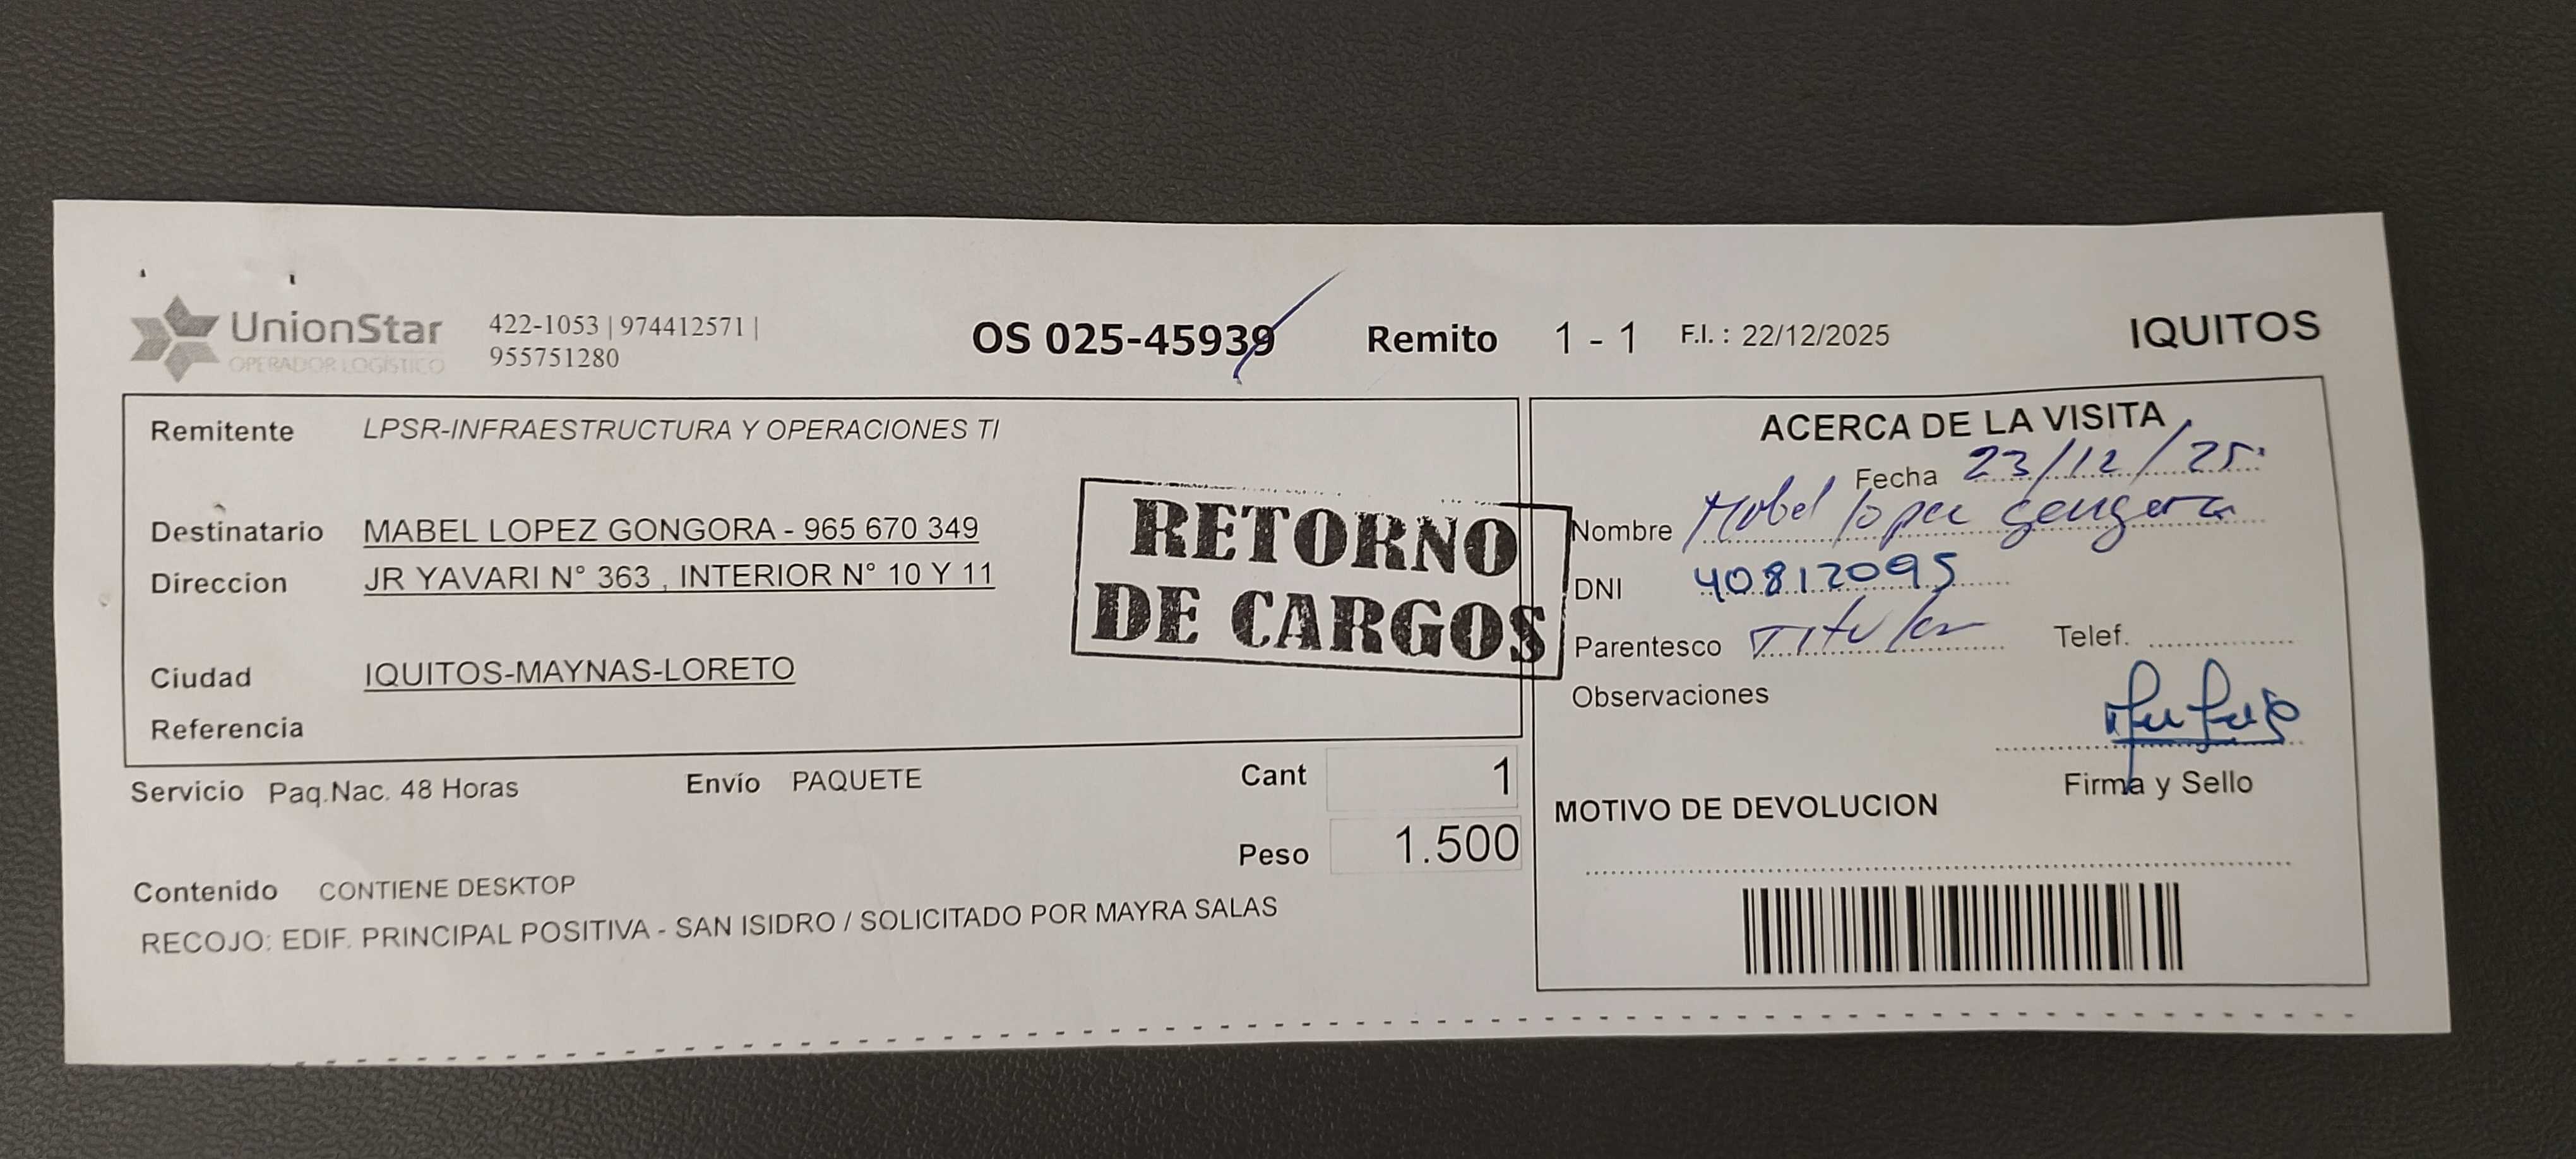 UnionStar
OPERADOR LOGÍSTICO
422-1053 | 974412571 |
955751280
OS 025-45939
Remito 1 - 1 F.I. : 22/12/2025
IQUITOS
Remitente LPSR-INFRAESTRUCTURA Y OPERACIONES TI
Destinatario MABEL LOPEZ GONGORA - 965 670 349
Direccion JR YAVARI N° 363 , INTERIOR N° 10 Y 11
Ciudad IQUITOS-MAYNAS-LORETO
Referencia
RETORNO
DE CARGOS
Servicio Paq.Nac. 48 Horas Envío PAQUETE Cant 1
Peso 1.500
Contenido CONTIENE DESKTOP
RECOJO: EDIF. PRINCIPAL POSITIVA - SAN ISIDRO / SOLICITADO POR MAYRA SALAS
ACERCA DE LA VISITA
Fecha 23/12/25.
Nombre Mabel lopez gongora
DNI 40812095
Parentesco Titular Telef.
Observaciones
Firma y Sello
MOTIVO DE DEVOLUCION